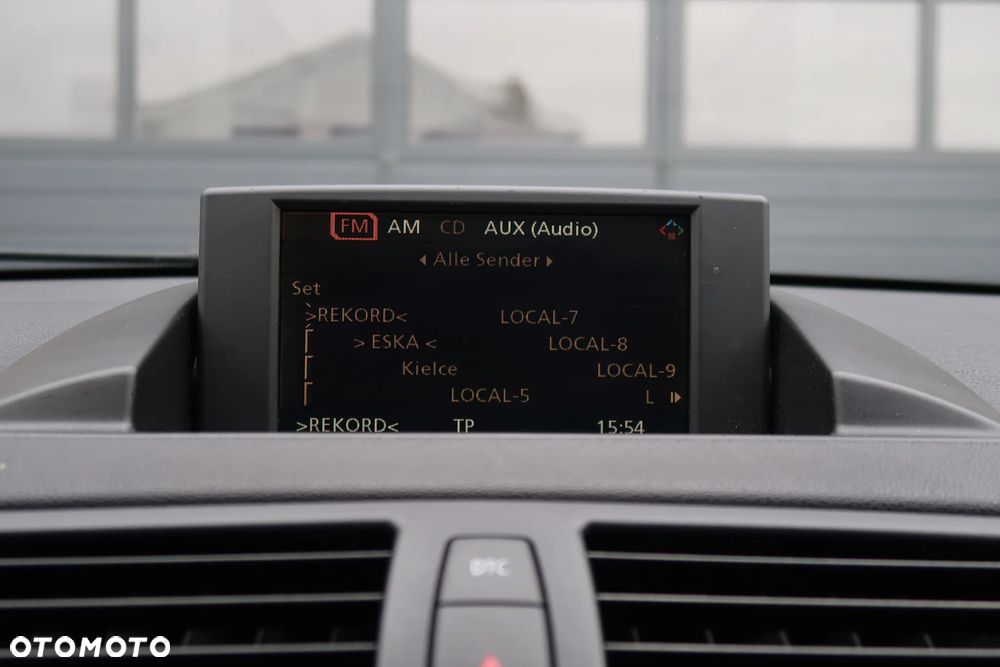 FM AM CD AUX (Audio)
Alle Sender
Set
>REKORD< LOCAL-7
> ESKA < LOCAL-8
Kielce LOCAL-9
LOCAL-5 L
>REKORD< TP 15:54
DTC
OTOMOTO